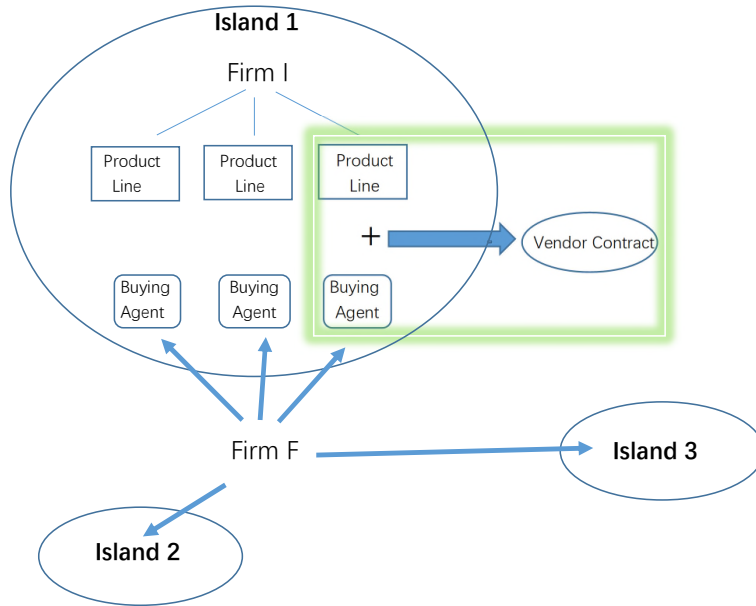 Island 1
Firm I
Product
Line
Product
Line
Product
Line
+
Vendor Contract
Buying
Agent
Buying
Agent
Buying
Agent
Firm F
Island 3
Island 2